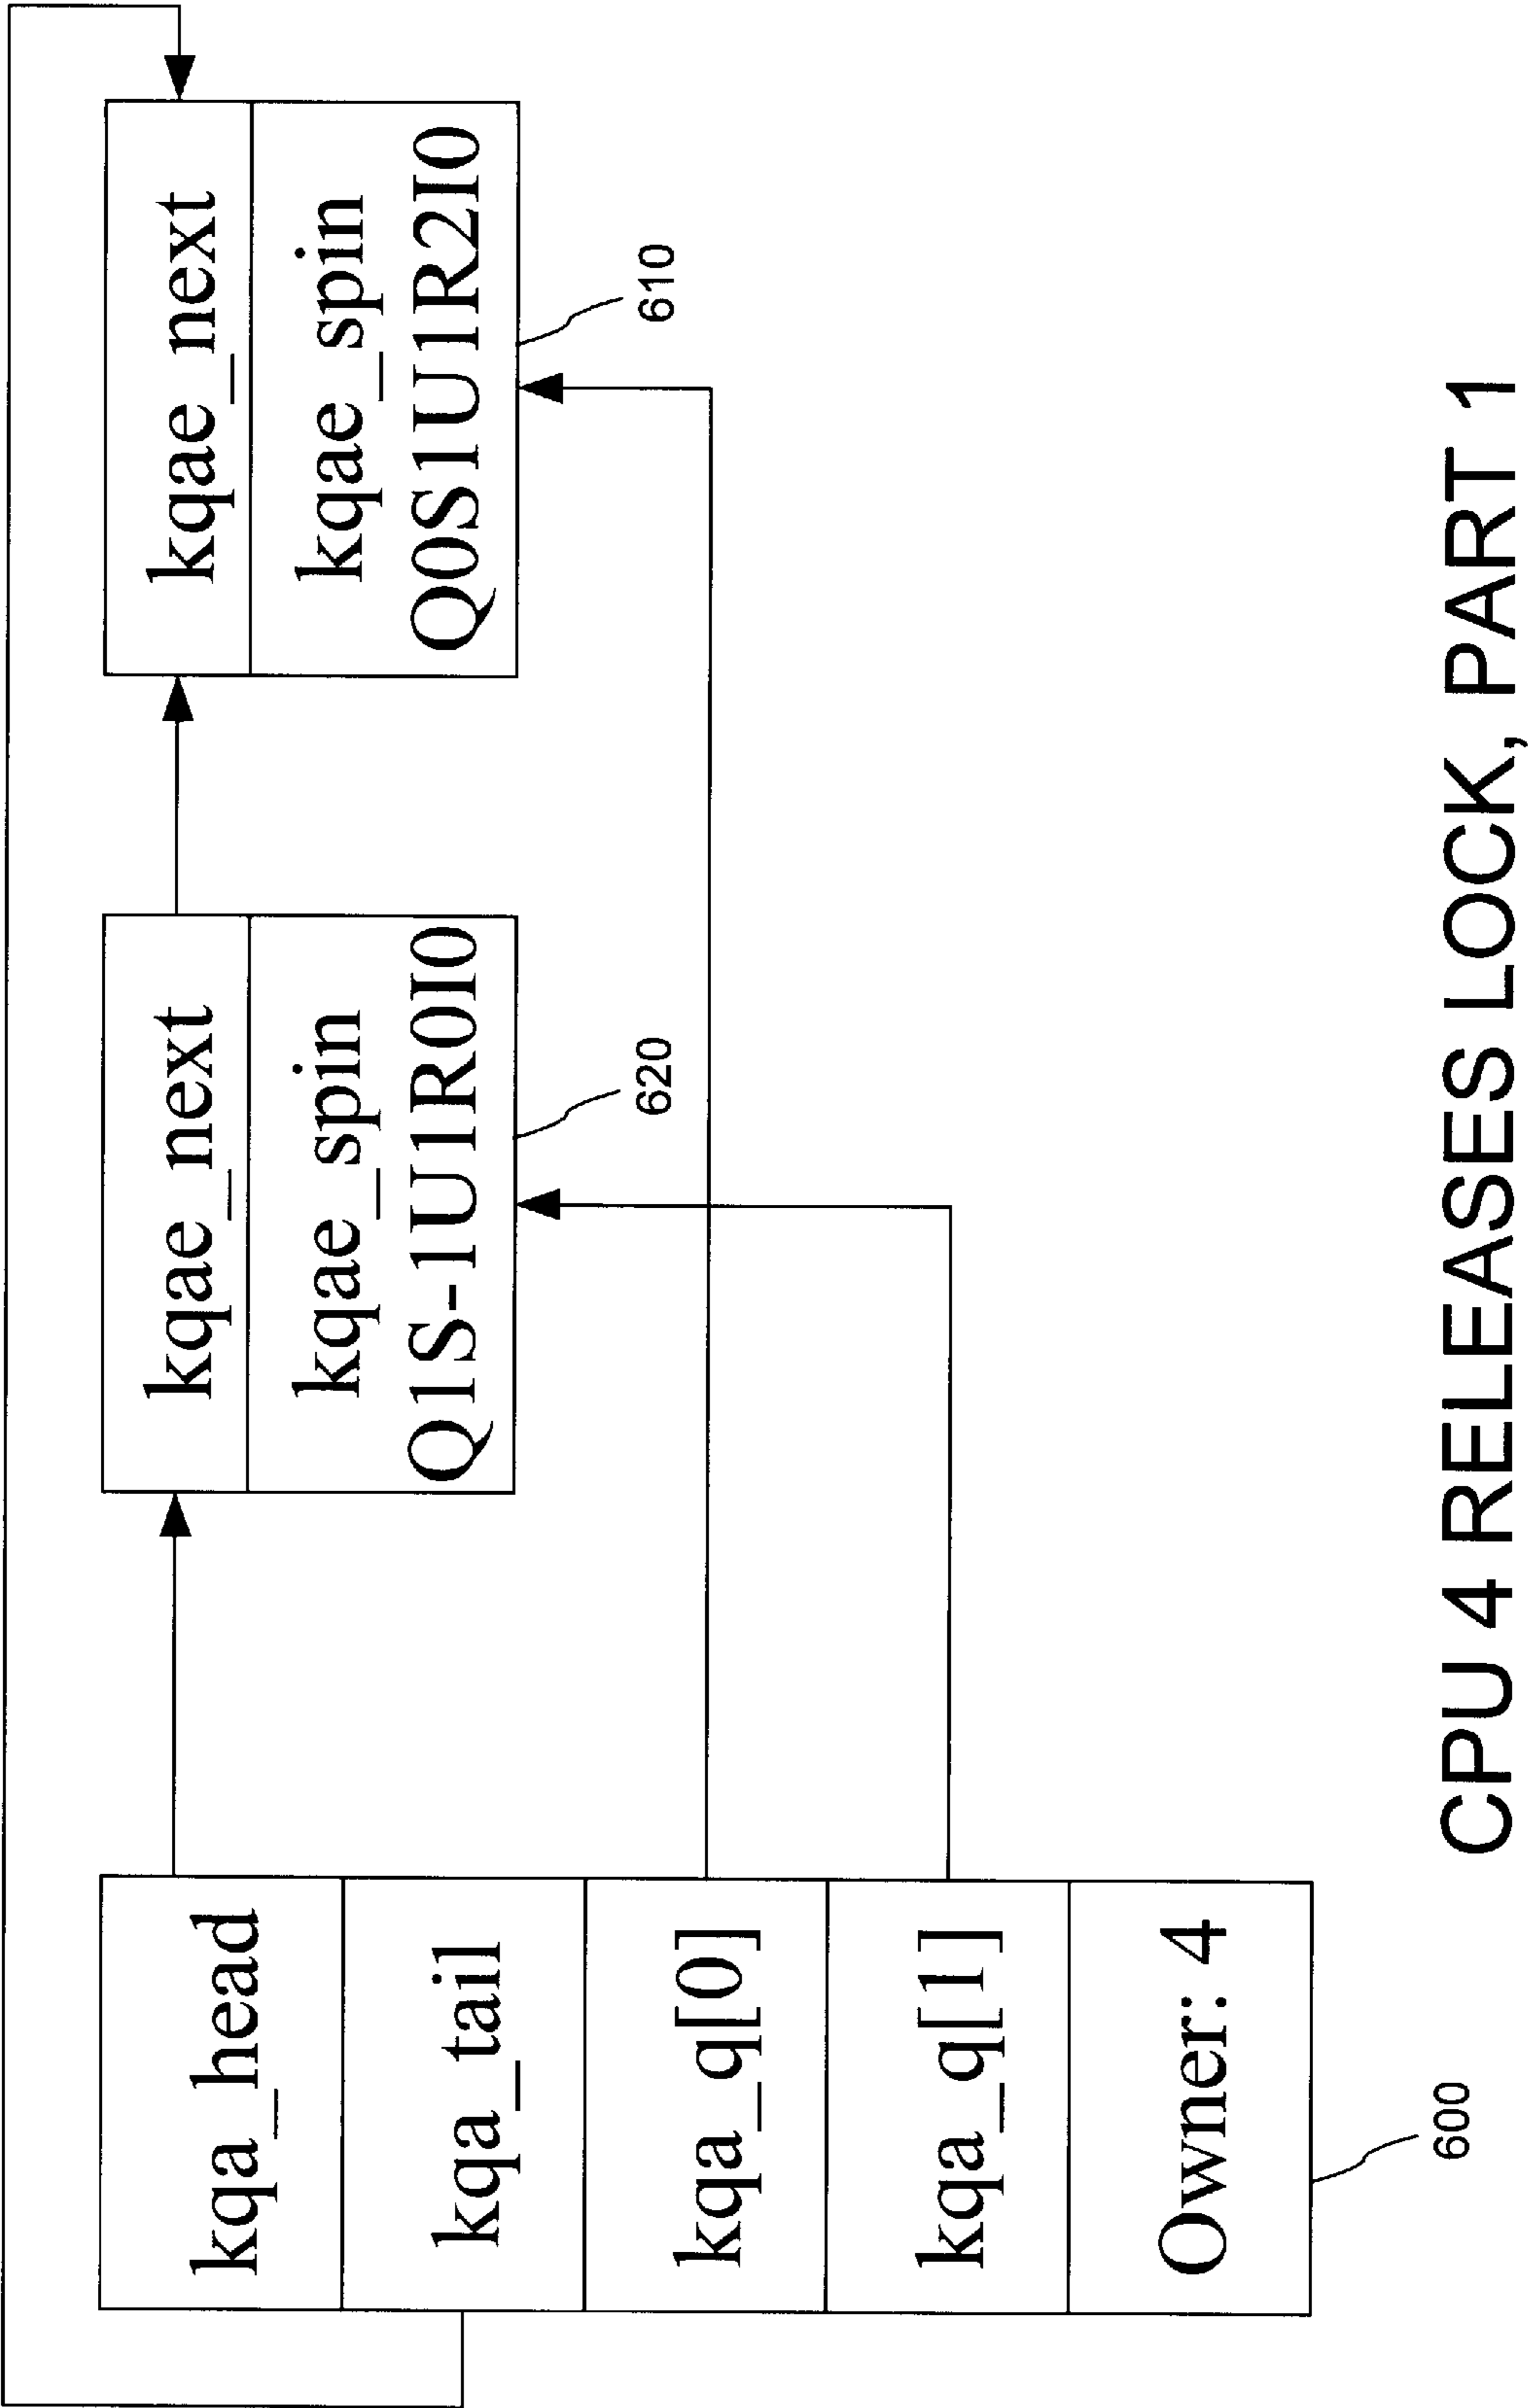 kqa_head
kqa_tail
kqa_q[0]
kqa_q[1]
Owner: 4
600
kqae_next
kqae_spin
Q1S-1U1R0I0
620
kqae_next
kqae_spin
Q0S1U1R2I0
610
CPU 4 RELEASES LOCK, PART 1